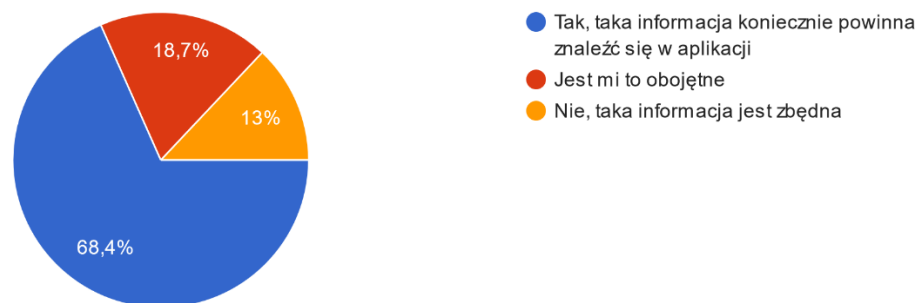 18,7%
13%
68,4%
Tak, taka informacja koniecznie powinna
znaleźć się w aplikacji
Jest mi to obojętne
Nie, taka informacja jest zbędna